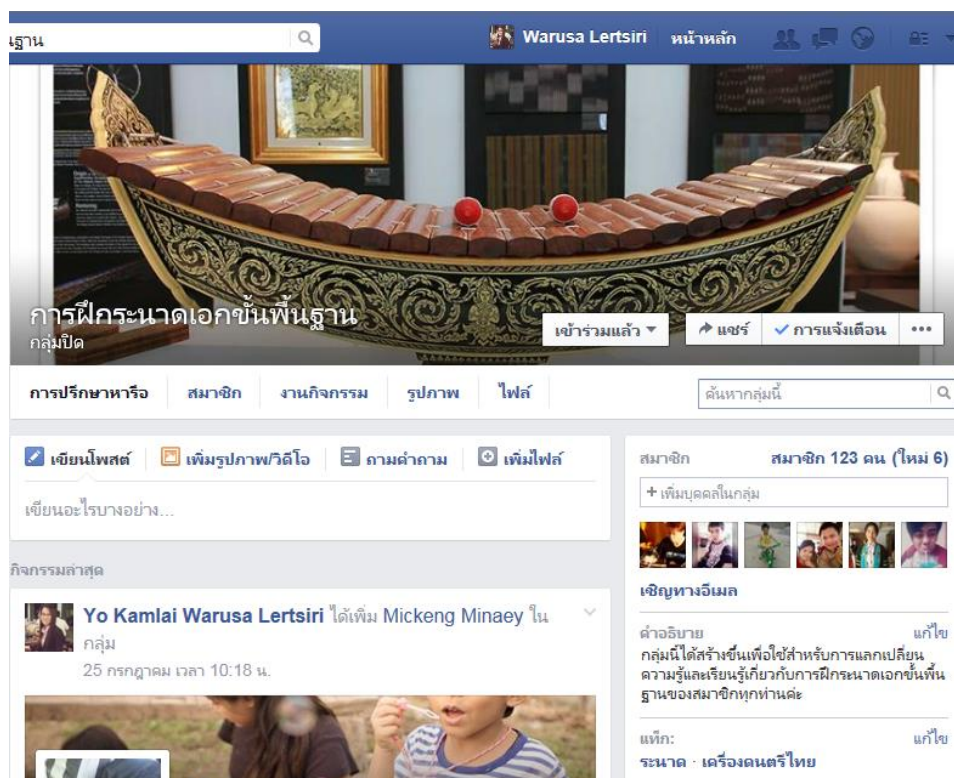 นฐาน
Warusa Lertsiri หน้าหลัก
การฝึกระนาดเอกขั้นพื้นฐาน
กลุ่มปิด
เข้าร่วมแล้ว
แชร์
การแจ้งเตือน
การปรึกษาหารือ สมาชิก งานกิจกรรม รูปภาพ ไฟล์
ค้นหากลุ่มนี้
เขียนโพสต์ เพิ่มรูปภาพ/วิดีโอ ถามคำถาม เพิ่มไฟล์
เขียนอะไรบางอย่าง...
กิจกรรมล่าสุด
Yo Kamlai Warusa Lertsiri ได้เพิ่ม Mickeng Minaey ใน
กลุ่ม
25 กรกฎาคม เวลา 10:18 น.
สมาชิก สมาชิก 123 คน (ใหม่ 6)
+ เพิ่มบุคคลในกลุ่ม
เชิญทางอีเมล
คำอธิบาย แก้ไข
กลุ่มนี้ได้สร้างขึ้นเพื่อใช้สำหรับการแลกเปลี่ยน
ความรู้และเรียนรู้เกี่ยวกับการฝึกระนาดเอกขั้นพื้น
ฐานของสมาชิกทุกท่านค่ะ
แท็ก: แก้ไข
ระนาด · เครื่องดนตรีไทย